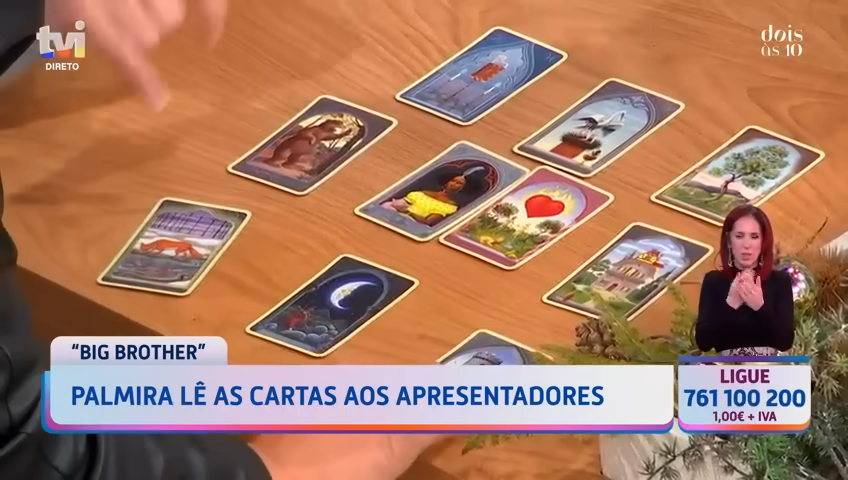 tvi
DIRETO
dois
às 10
“BIG BROTHER”
PALMIRA LÊ AS CARTAS AOS APRESENTADORES
LIGUE
761 100 200
1,00€ + IVA